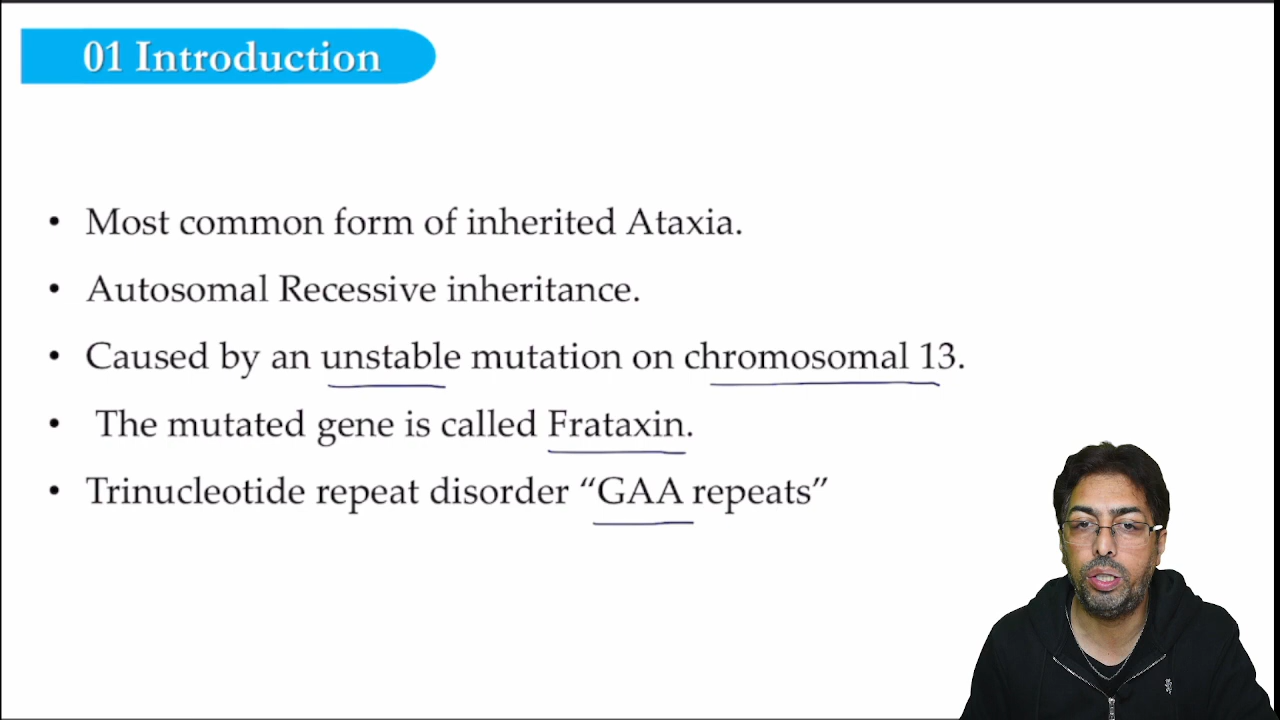 01 Introduction
• Most common form of inherited Ataxia.
• Autosomal Recessive inheritance.
• Caused by an unstable mutation on chromosomal 13.
• The mutated gene is called Frataxin.
• Trinucleotide repeat disorder “GAA repeats”